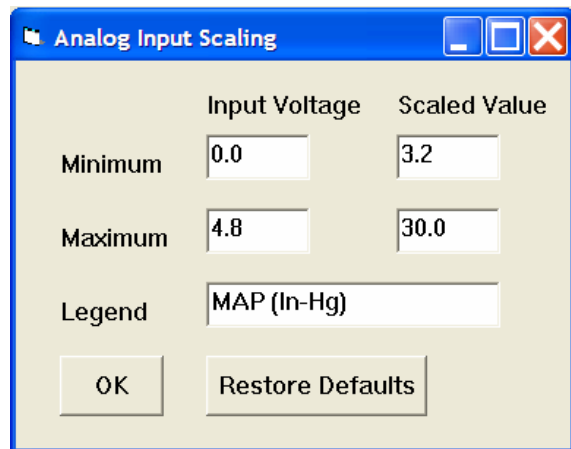 Analog Input Scaling
Input Voltage Scaled Value
Minimum 0.0 3.2
Maximum 4.8 30.0
Legend MAP (In-Hg)
OK Restore Defaults